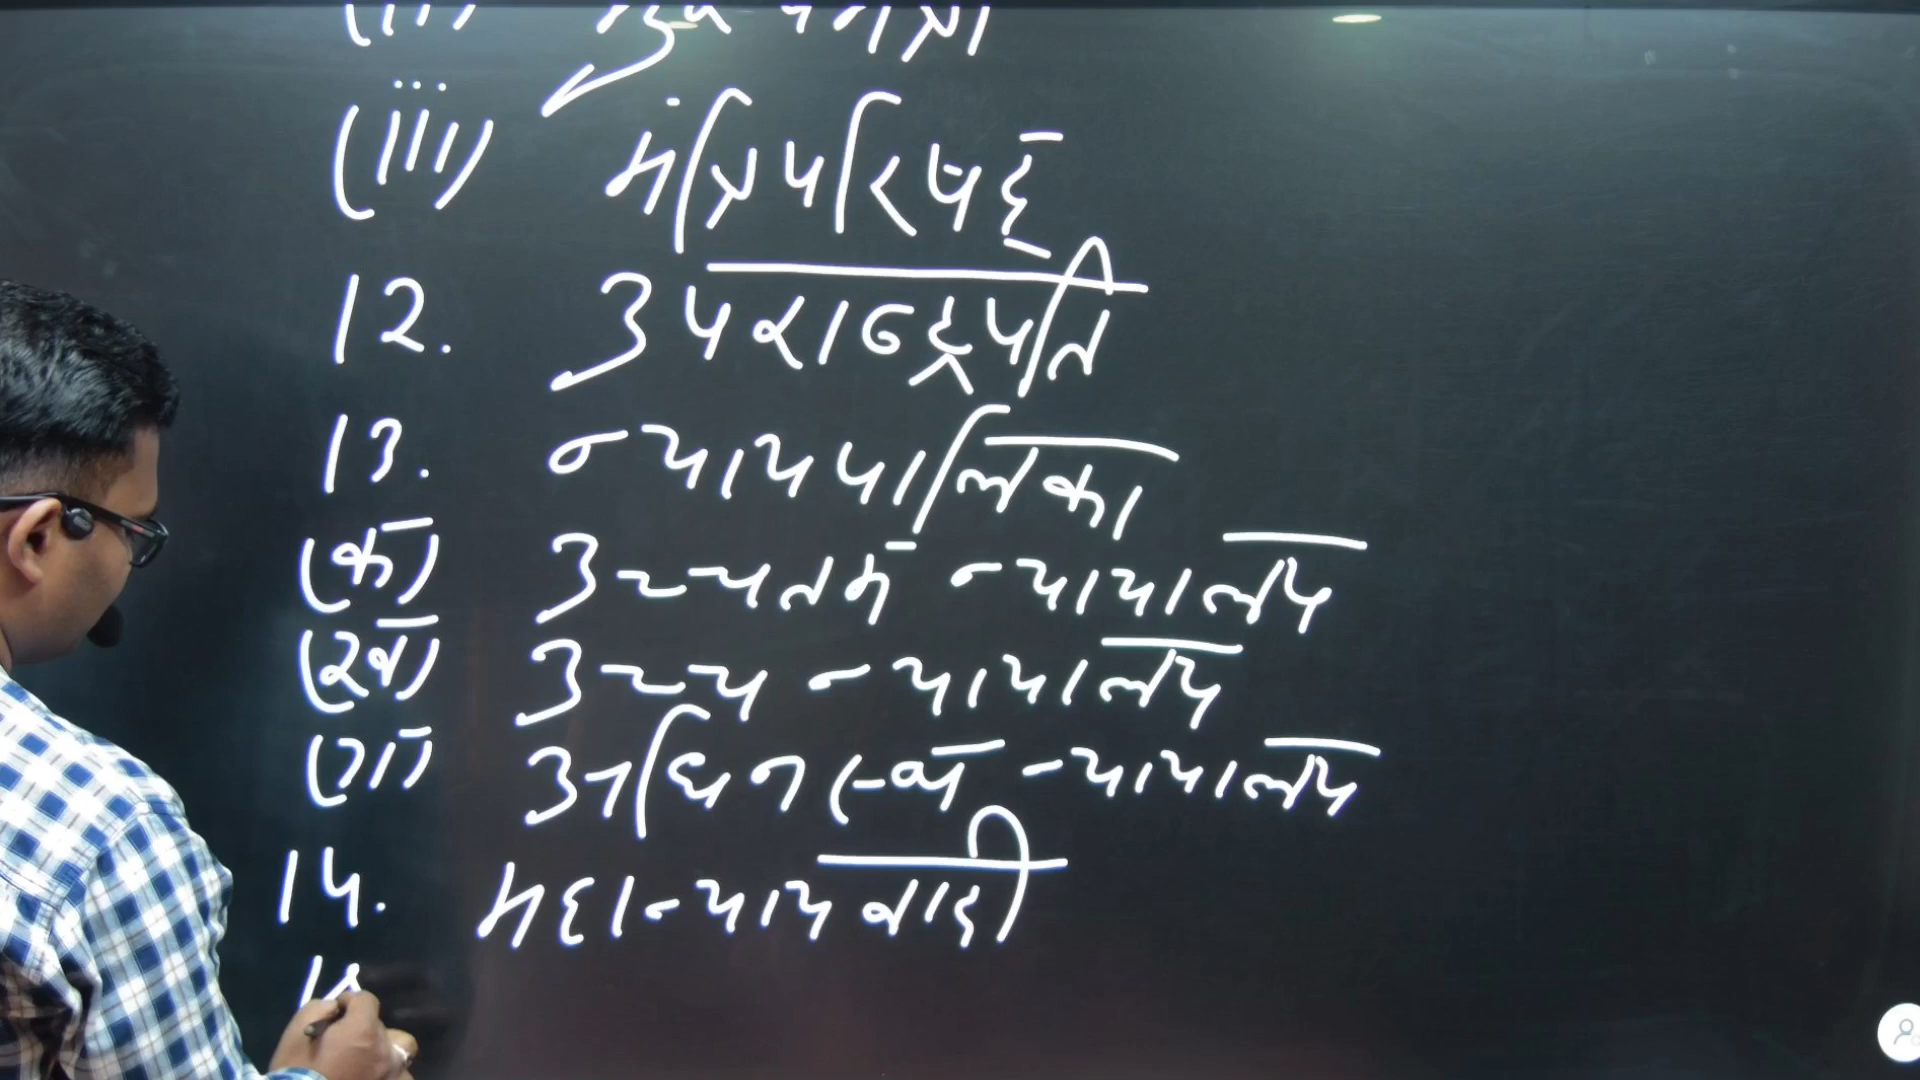 (iii) मंत्रिपरिषद्
12. उपराष्ट्रपति
13. न्यायपालिका
(क) उच्चतम न्यायालय
(ख) उच्च न्यायालय
(ग) अधिनस्थ न्यायालय
14. महान्यायवादी